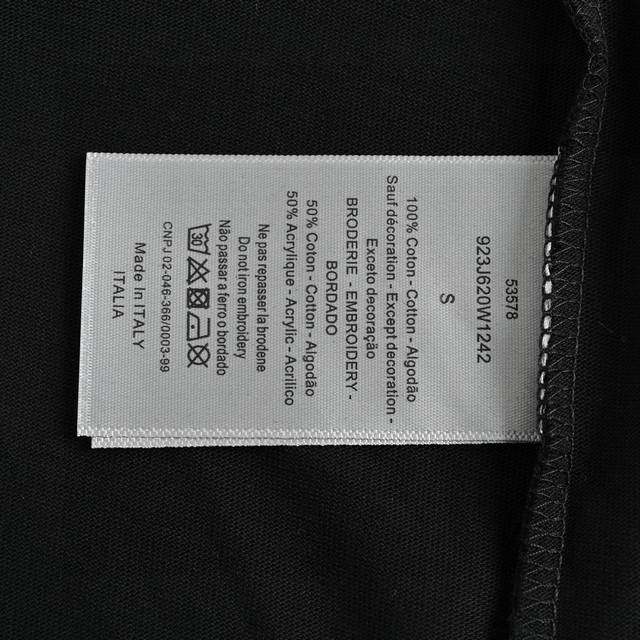 53578
923J620W1242
S
100% Coton - Cotton - Algodão
Sauf décoration - Except decoration -
Exceto decoração
BRODERIE - EMBROIDERY -
BORDADO
50% Coton - Cotton - Algodão
50% Acrylique - Acrylic - Acrilico
Ne pas repasser la broderie
Do not iron embroidery
Não passar a ferro o bordado
CNPJ 02-046-366/0003-99
Made In ITALY
ITALIA